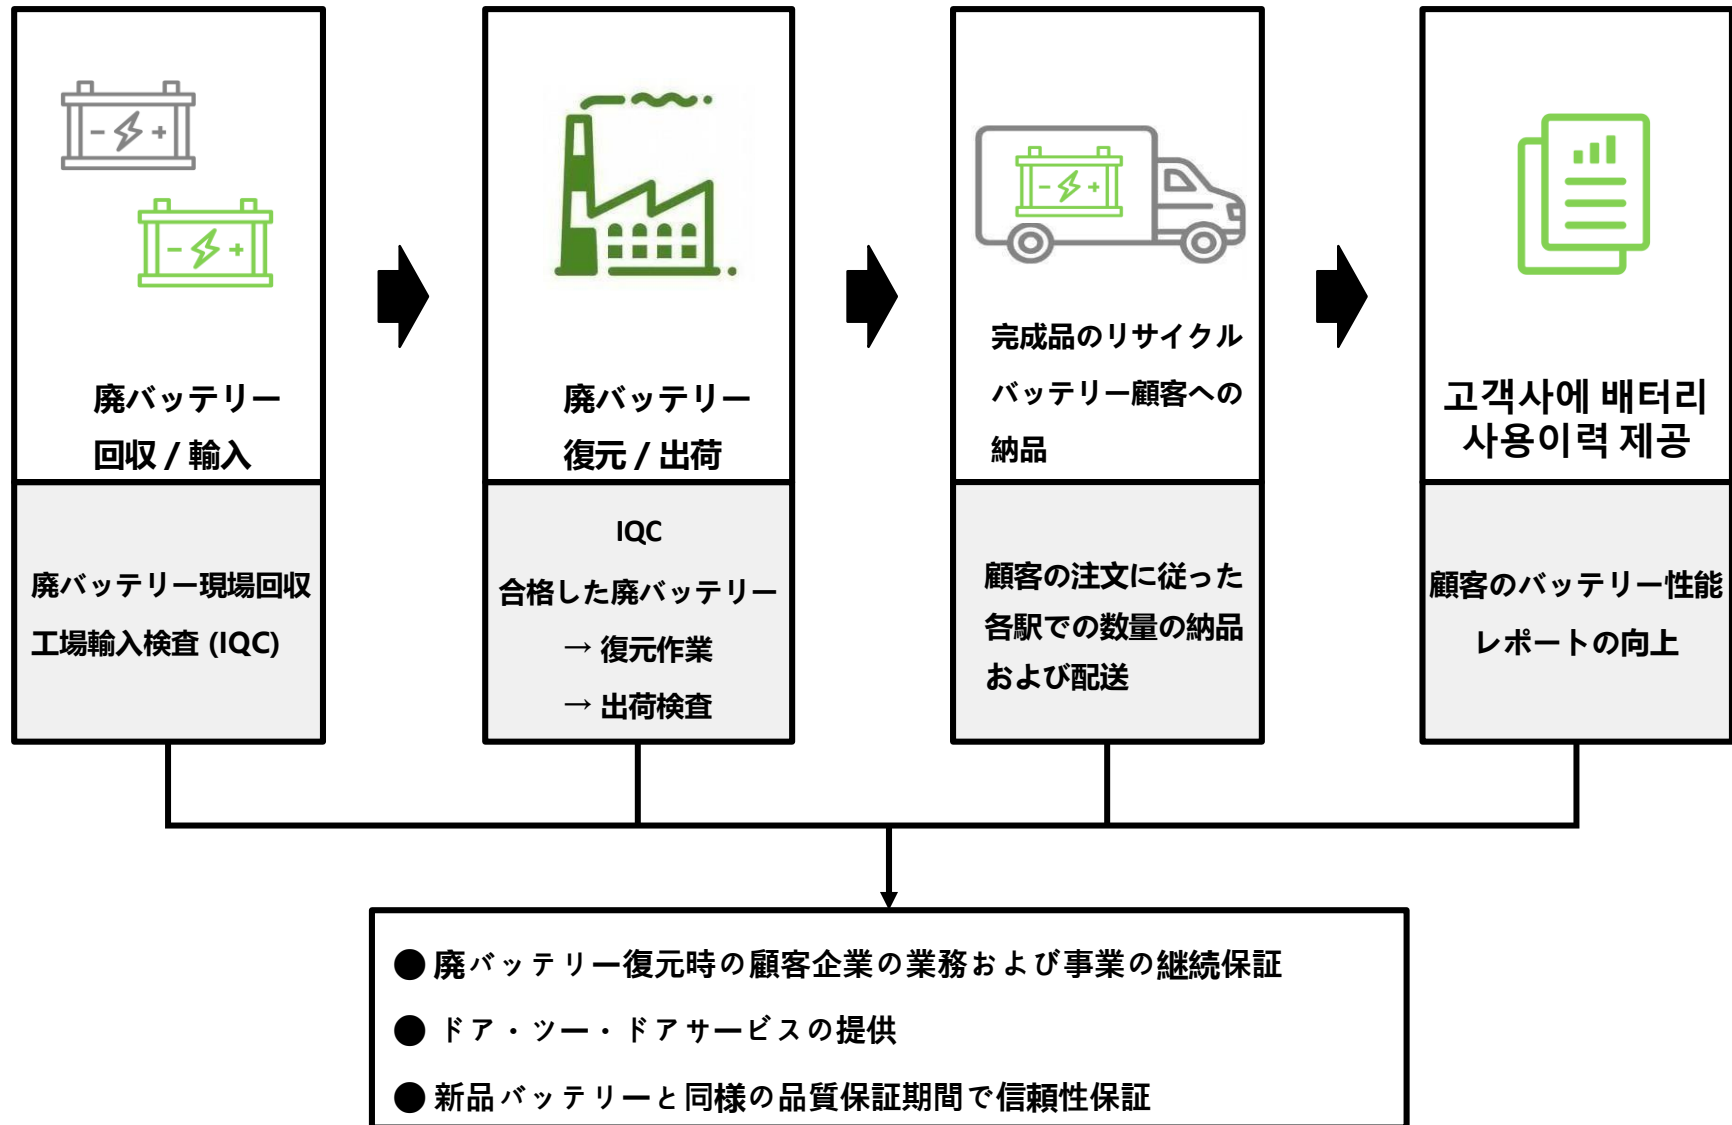 廃バッテリー
回収 / 輸入
廃バッテリー現場回収
工場輸入検査 (IQC)
廃バッテリー
復元 / 出荷
IQC
合格した廃バッテリー
→ 復元作業
→ 出荷検査
完成品のリサイクル
バッテリー顧客への
納品
顧客の注文に従った
各駅での数量の納品
および配送
고객사에 배터리
사용이력 제공
顧客のバッテリー性能
レポートの向上
● 廃バッテリー復元時の顧客企業の業務および事業の継続保証
● ドア・ツー・ドアサービスの提供
● 新品バッテリーと同様の品質保証期間で信頼性保証